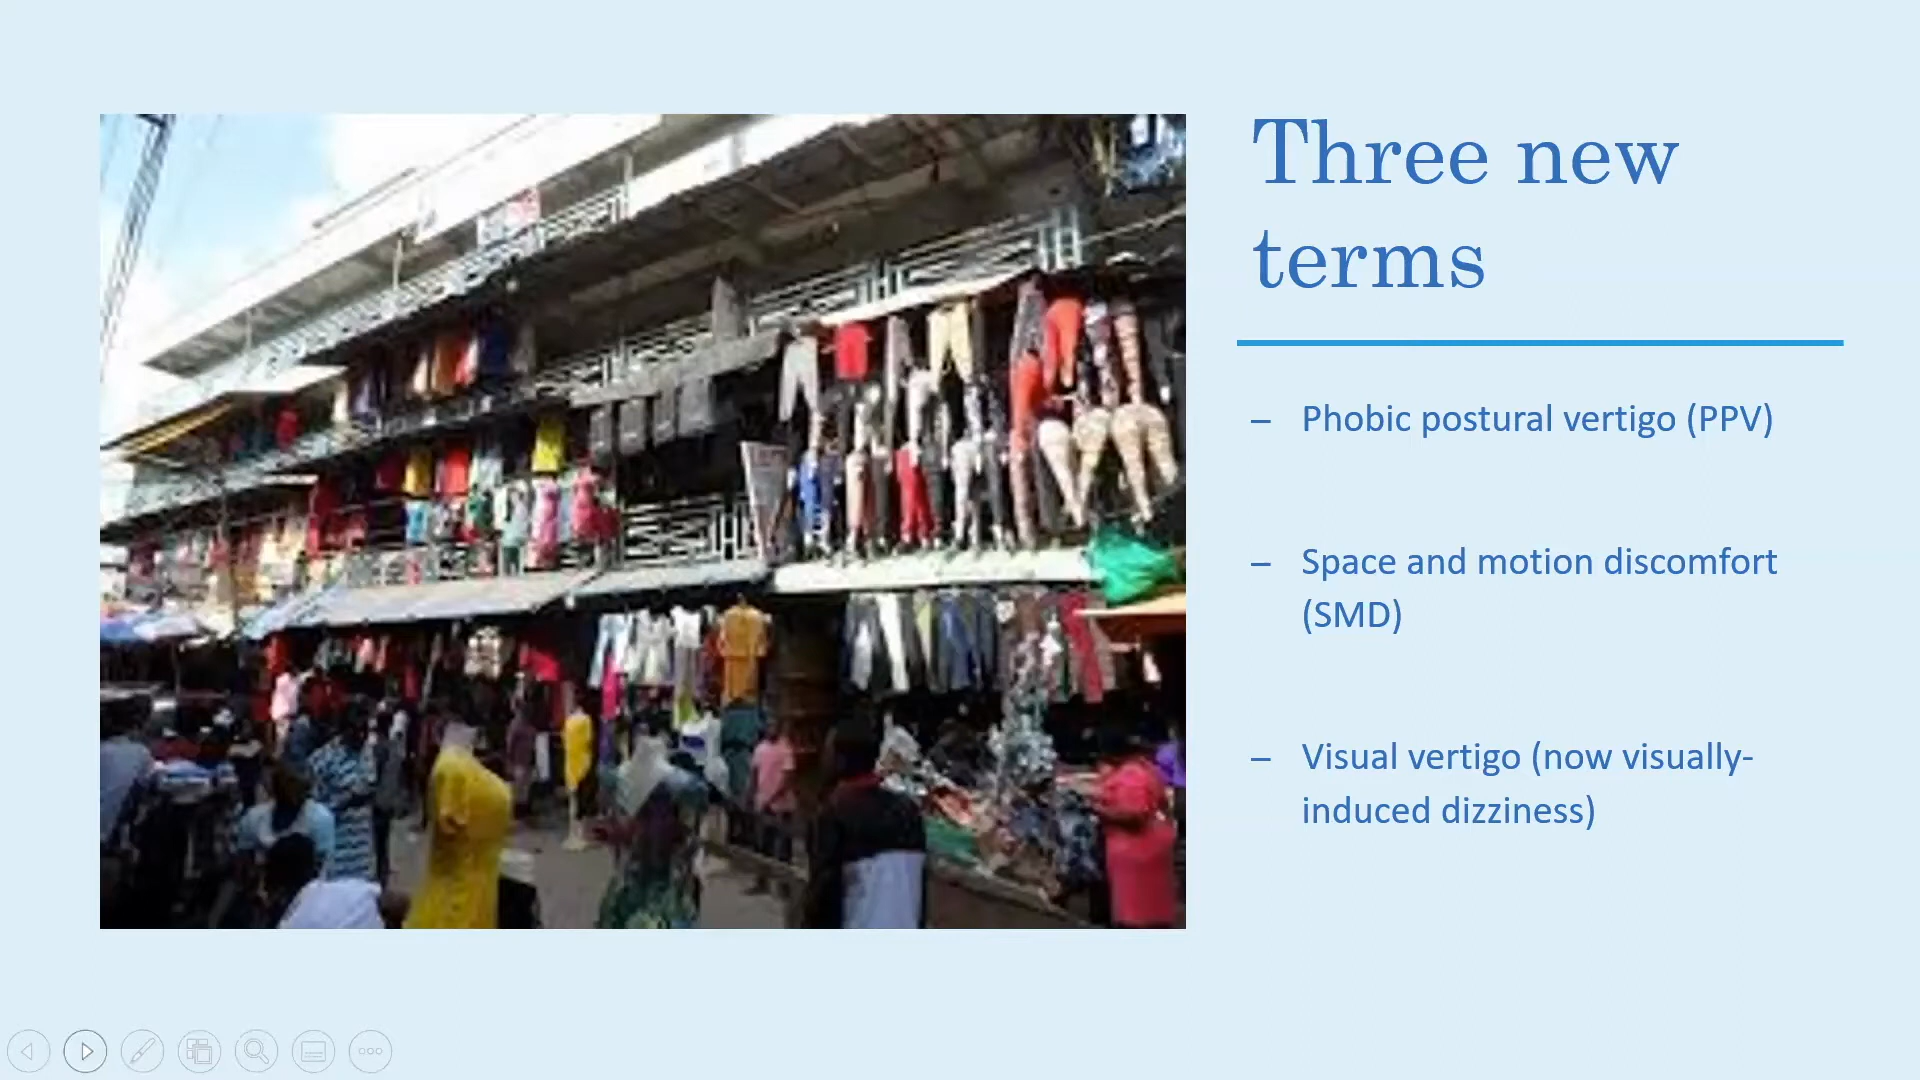 Three new
terms
– Phobic postural vertigo (PPV)
– Space and motion discomfort
(SMD)
– Visual vertigo (now visually-
induced dizziness)